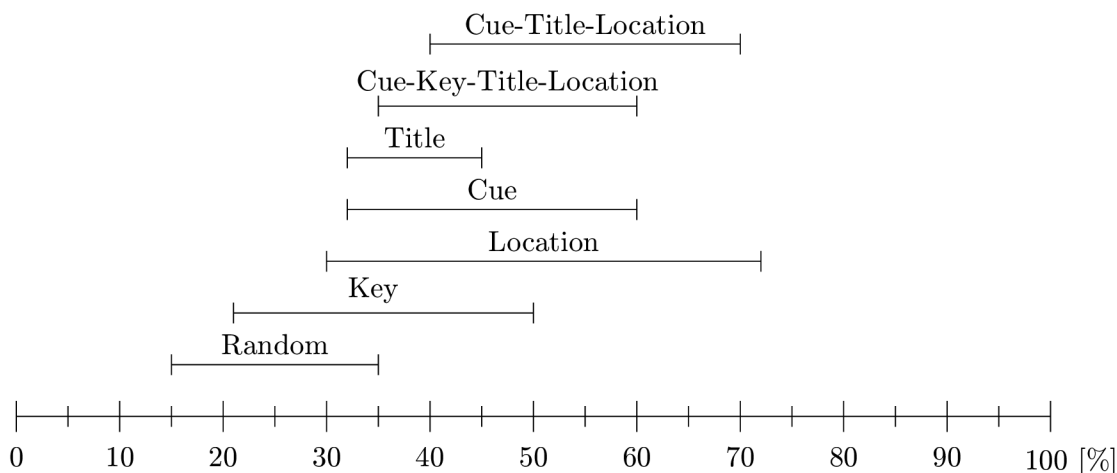 Cue-Title-Location
Cue-Key-Title-Location
Title
Cue
Location
Key
Random
0 10 20 30 40 50 60 70 80 90 100 [%]